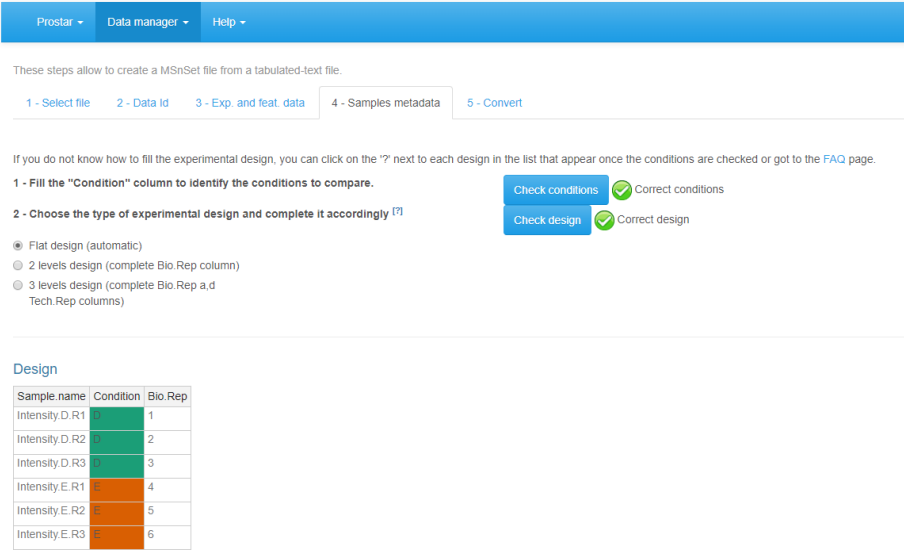 Prostar Data manager Help
These steps allow to create a MSnSet file from a tabulated-text file.
1 - Select file 2 - Data Id 3 - Exp. and feat. data 4 - Samples metadata 5 - Convert
If you do not know how to fill the experimental design, you can click on the '?' next to each design in the list that appear once the conditions are checked or got to the FAQ page.
1 - Fill the "Condition" column to identify the conditions to compare.
Check conditions Correct conditions
2 - Choose the type of experimental design and complete it accordingly [?]
Check design Correct design
Flat design (automatic)
2 levels design (complete Bio.Rep column)
3 levels design (complete Bio.Rep a,d
Tech.Rep columns)
Design
Sample.name Condition Bio.Rep
Intensity.D.R1 D 1
Intensity.D.R2 D 2
Intensity.D.R3 D 3
Intensity.E.R1 E 4
Intensity.E.R2 E 5
Intensity.E.R3 E 6